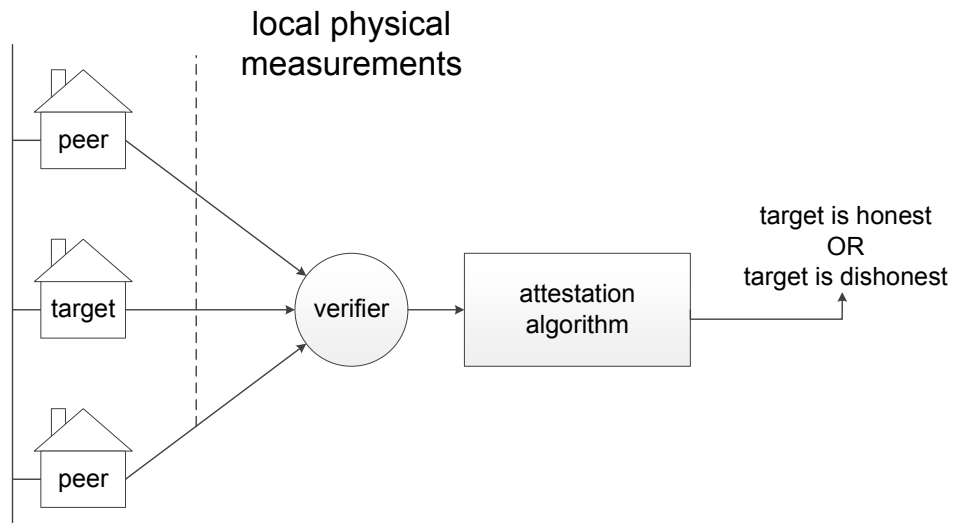 local physical
measurements
peer
target
peer
verifier
attestation
algorithm
target is honest
OR
target is dishonest